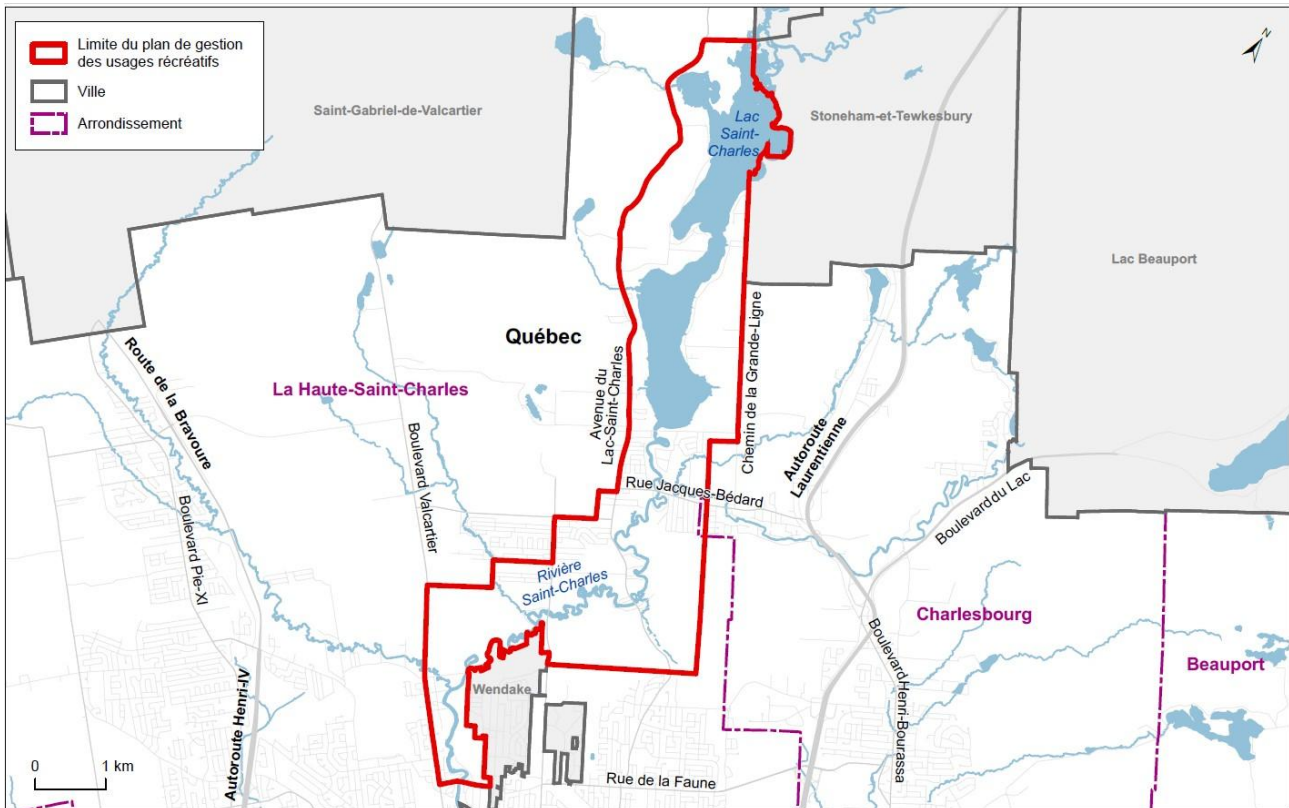 Limite du plan de gestion
des usages récréatifs
Ville
Arrondissement
N
Saint-Gabriel-de-Valcartier
Lac
Saint-
Charles
Stoneham-et-Tewkesbury
Lac Beauport
Québec
La Haute-Saint-Charles
Route de la Bravoure
Boulevard Pie-XI
Boulevard Valcartier
Avenue du
Lac-Saint-Charles
Chemin de la Grande-Ligne
Autoroute
Laurentienne
Rue Jacques-Bédard
Boulevard du Lac
Rivière
Saint-Charles
Charlesbourg
Beauport
Boulevard Henri-Bourassa
Wendake
Autoroute Henri-IV
Rue de la Faune
0 1 km